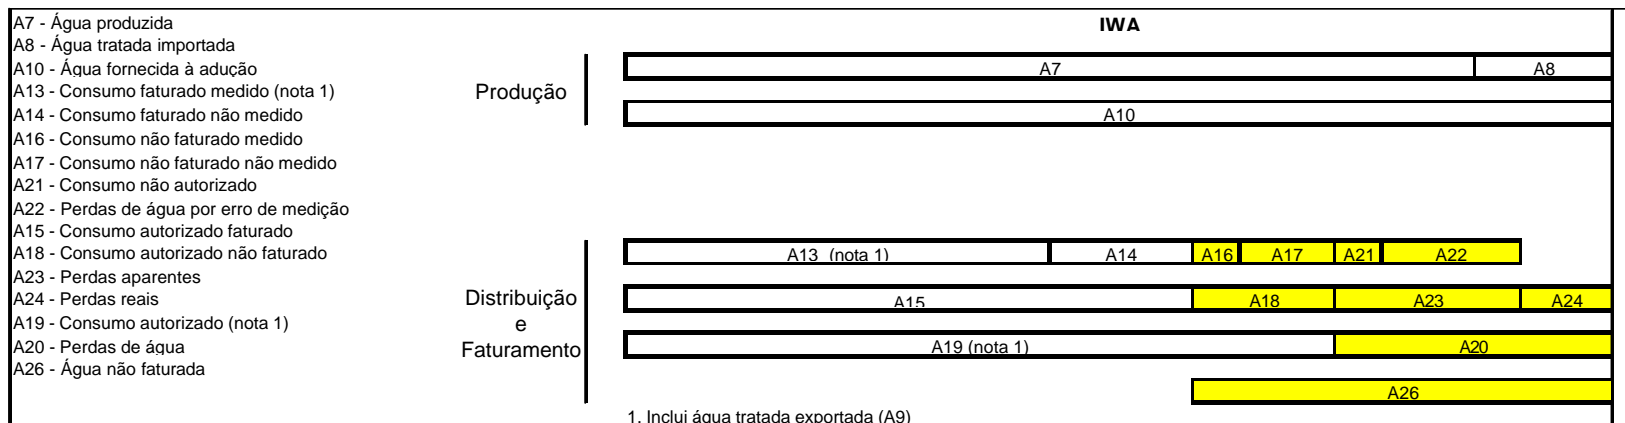 A7 - Água produzida
A8 - Água tratada importada
A10 - Água fornecida à adução
A13 - Consumo faturado medido (nota 1)
A14 - Consumo faturado não medido
A16 - Consumo não faturado medido
A17 - Consumo não faturado não medido
A21 - Consumo não autorizado
A22 - Perdas de água por erro de medição
A15 - Consumo autorizado faturado
A18 - Consumo autorizado não faturado
A23 - Perdas aparentes
A24 - Perdas reais
A19 - Consumo autorizado (nota 1)
A20 - Perdas de água
A26 - Água não faturada
IWA
Produção
A7 A8
A10
Distribuição
e
Faturamento
A13 (nota 1) A14 A16 A17 A21 A22
A15 A18 A23 A24
A19 (nota 1) A20
A26
1. Inclui água tratada exportada (A9)